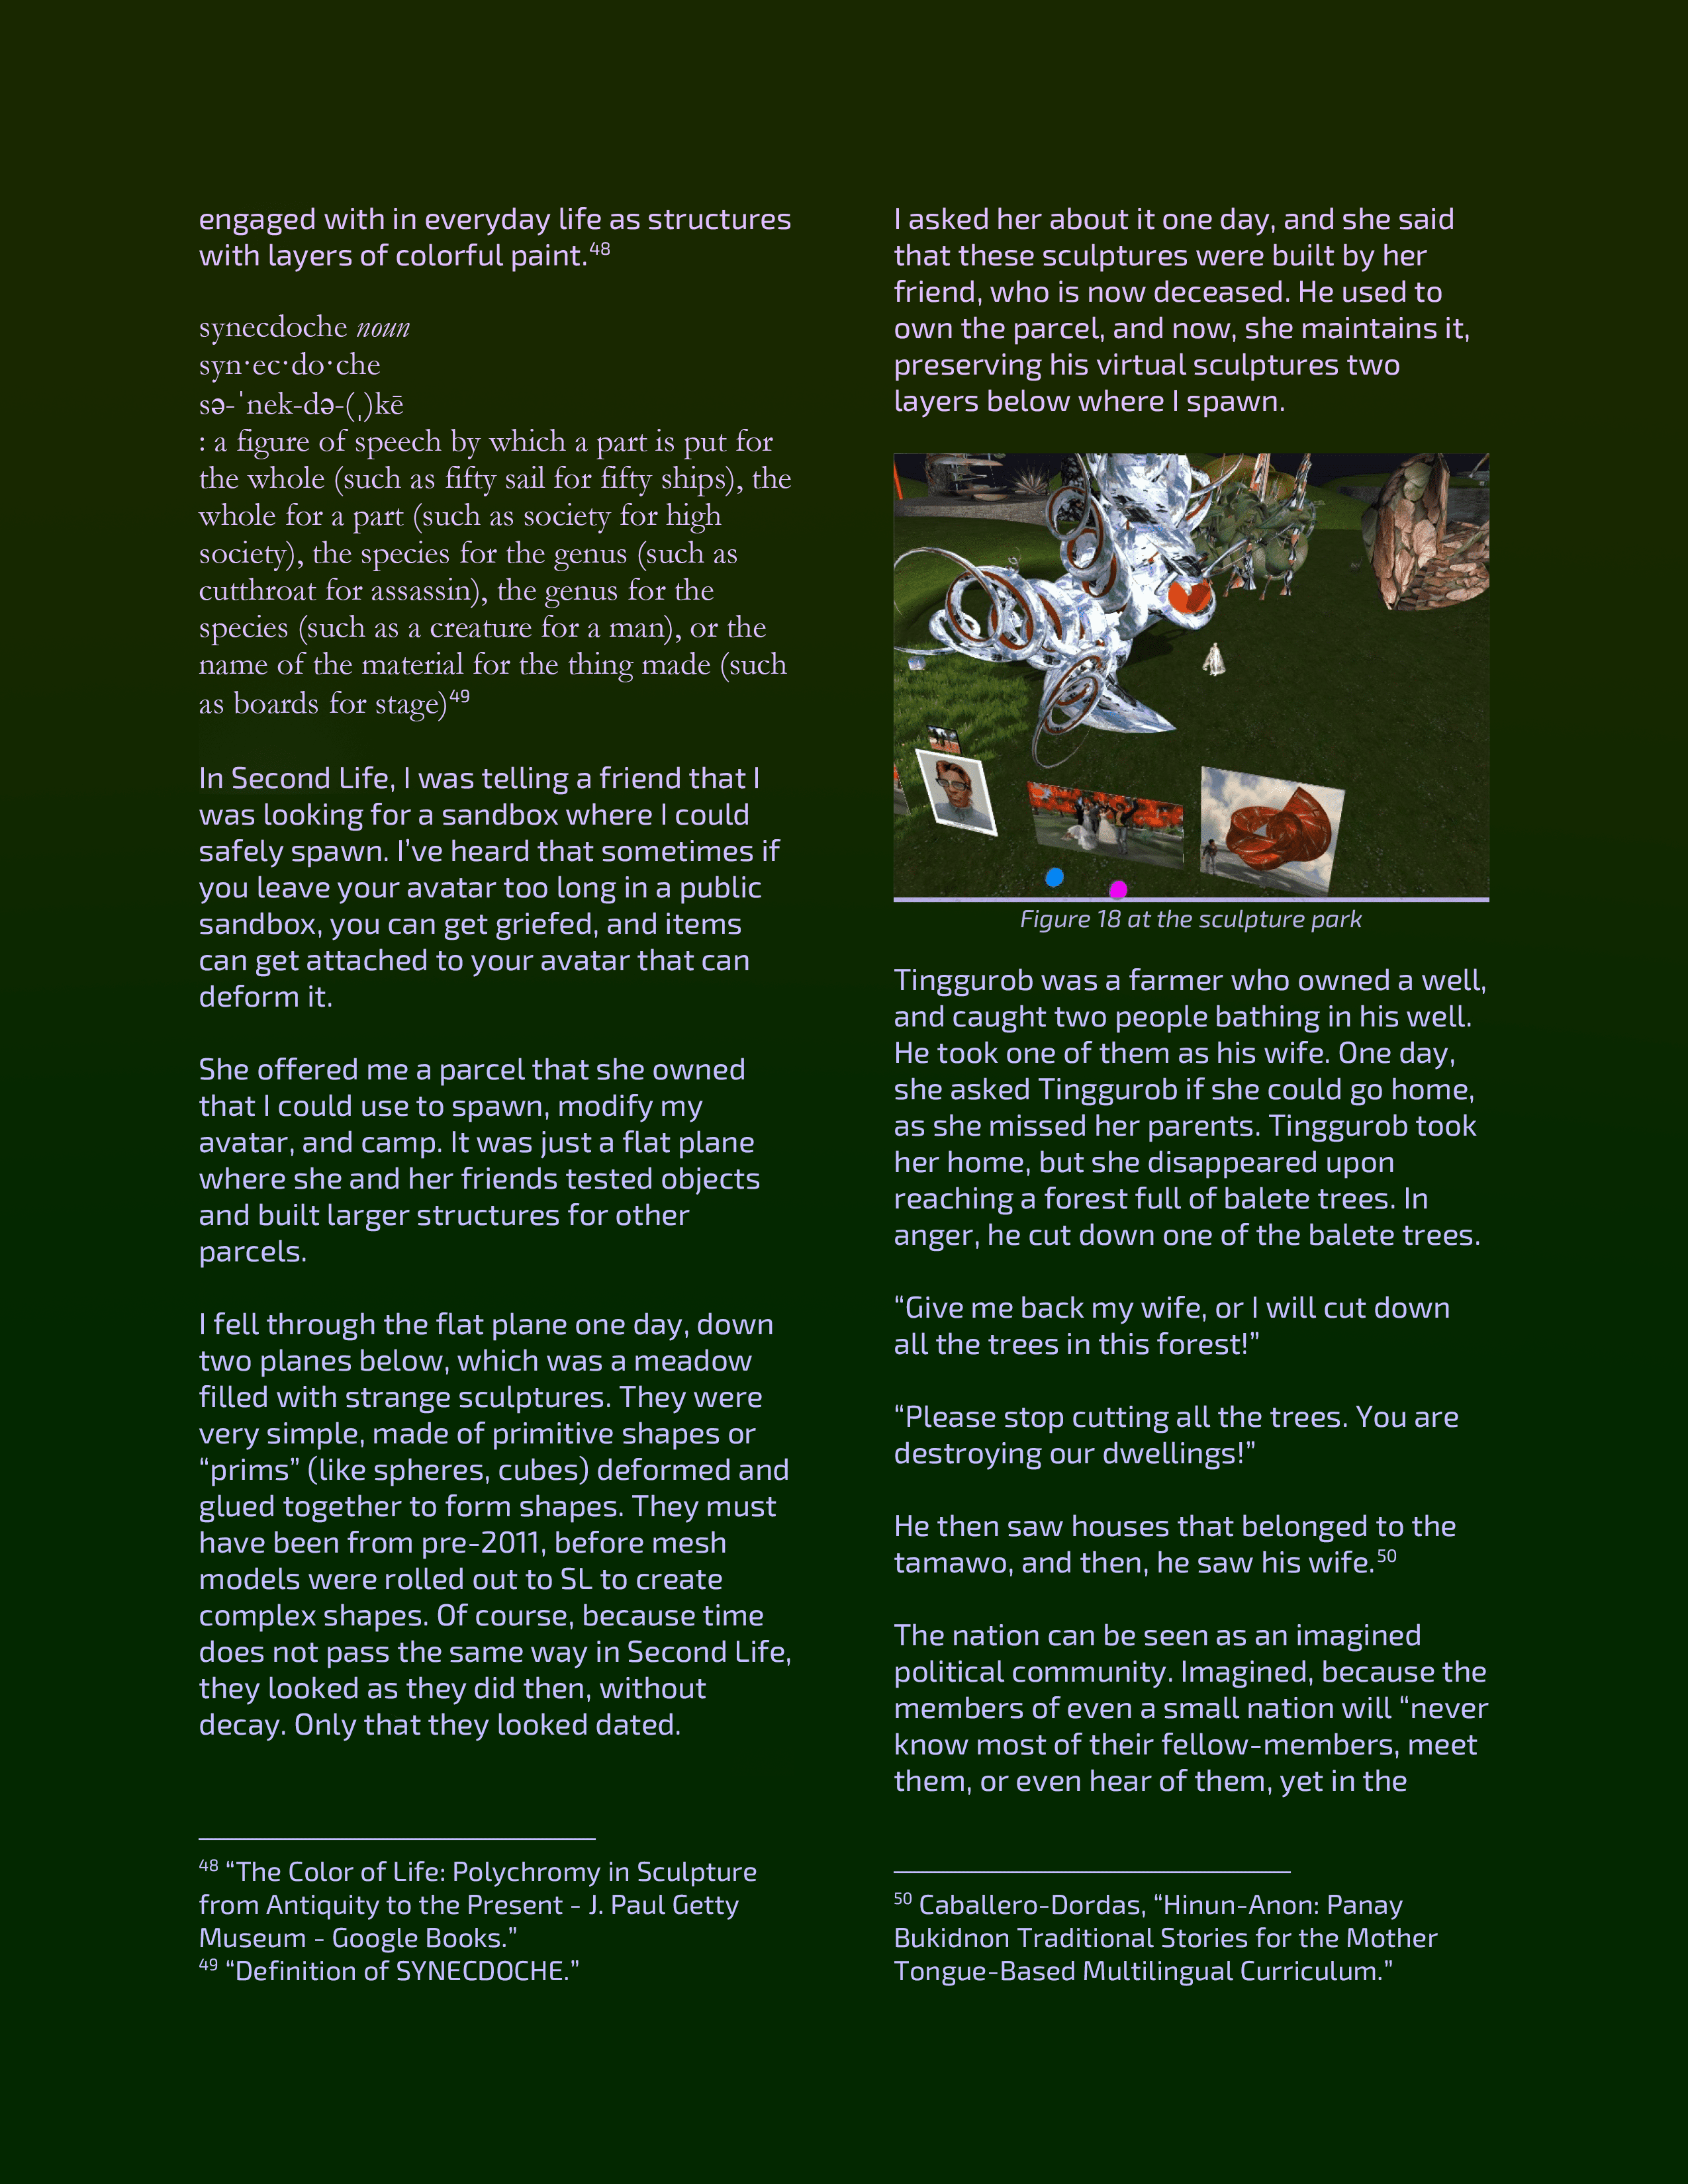 engaged with in everyday life as structures
with layers of colorful paint.48
synecdoche noun
syn·ec·do·che
sə-ˈnek-də-(ˌ)kē
: a figure of speech by which a part is put for
the whole (such as fifty sail for fifty ships), the
whole for a part (such as society for high
society), the species for the genus (such as
cutthroat for assassin), the genus for the
species (such as a creature for a man), or the
name of the material for the thing made (such
as boards for stage)49
In Second Life, I was telling a friend that I
was looking for a sandbox where I could
safely spawn. I’ve heard that sometimes if
you leave your avatar too long in a public
sandbox, you can get griefed, and items
can get attached to your avatar that can
deform it.
She offered me a parcel that she owned
that I could use to spawn, modify my
avatar, and camp. It was just a flat plane
where she and her friends tested objects
and built larger structures for other
parcels.
I fell through the flat plane one day, down
two planes below, which was a meadow
filled with strange sculptures. They were
very simple, made of primitive shapes or
“prims” (like spheres, cubes) deformed and
glued together to form shapes. They must
have been from pre-2011, before mesh
models were rolled out to SL to create
complex shapes. Of course, because time
does not pass the same way in Second Life,
they looked as they did then, without
decay. Only that they looked dated.
48 “The Color of Life: Polychromy in Sculpture
from Antiquity to the Present - J. Paul Getty
Museum - Google Books.”
49 “Definition of SYNECDOCHE.”
I asked her about it one day, and she said
that these sculptures were built by her
friend, who is now deceased. He used to
own the parcel, and now, she maintains it,
preserving his virtual sculptures two
layers below where I spawn.
Figure 18 at the sculpture park
Tinggurob was a farmer who owned a well,
and caught two people bathing in his well.
He took one of them as his wife. One day,
she asked Tinggurob if she could go home,
as she missed her parents. Tinggurob took
her home, but she disappeared upon
reaching a forest full of balete trees. In
anger, he cut down one of the balete trees.
“Give me back my wife, or I will cut down
all the trees in this forest!”
“Please stop cutting all the trees. You are
destroying our dwellings!”
He then saw houses that belonged to the
tamawo, and then, he saw his wife.50
The nation can be seen as an imagined
political community. Imagined, because the
members of even a small nation will “never
know most of their fellow-members, meet
them, or even hear of them, yet in the
50 Caballero-Dordas, “Hinun-Anon: Panay
Bukidnon Traditional Stories for the Mother
Tongue-Based Multilingual Curriculum.”